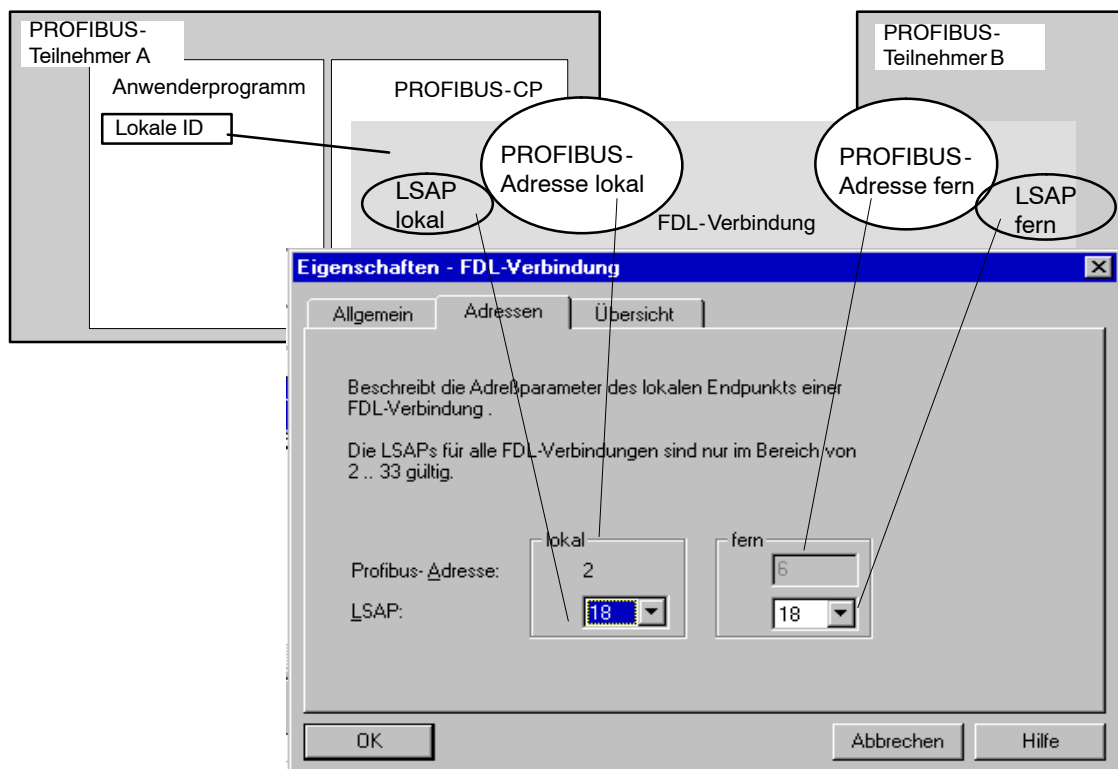 PROFIBUS-
Teilnehmer A
PROFIBUS-
Teilnehmer B
Anwenderprogramm
PROFIBUS-CP
Lokale ID
PROFIBUS-
Adresse lokal
PROFIBUS-
Adresse fern
LSAP
lokal
LSAP
fern
FDL-Verbindung
Eigenschaften - FDL-Verbindung
Allgemein
Adressen
Übersicht
Beschreibt die Adreßparameter des lokalen Endpunkts einer
FDL-Verbindung .
Die LSAPs für alle FDL-Verbindungen sind nur im Bereich von
2 .. 33 gültig.
lokal
fern
Profibus-Adresse:
2
6
LSAP:
18
18
OK
Abbrechen
Hilfe